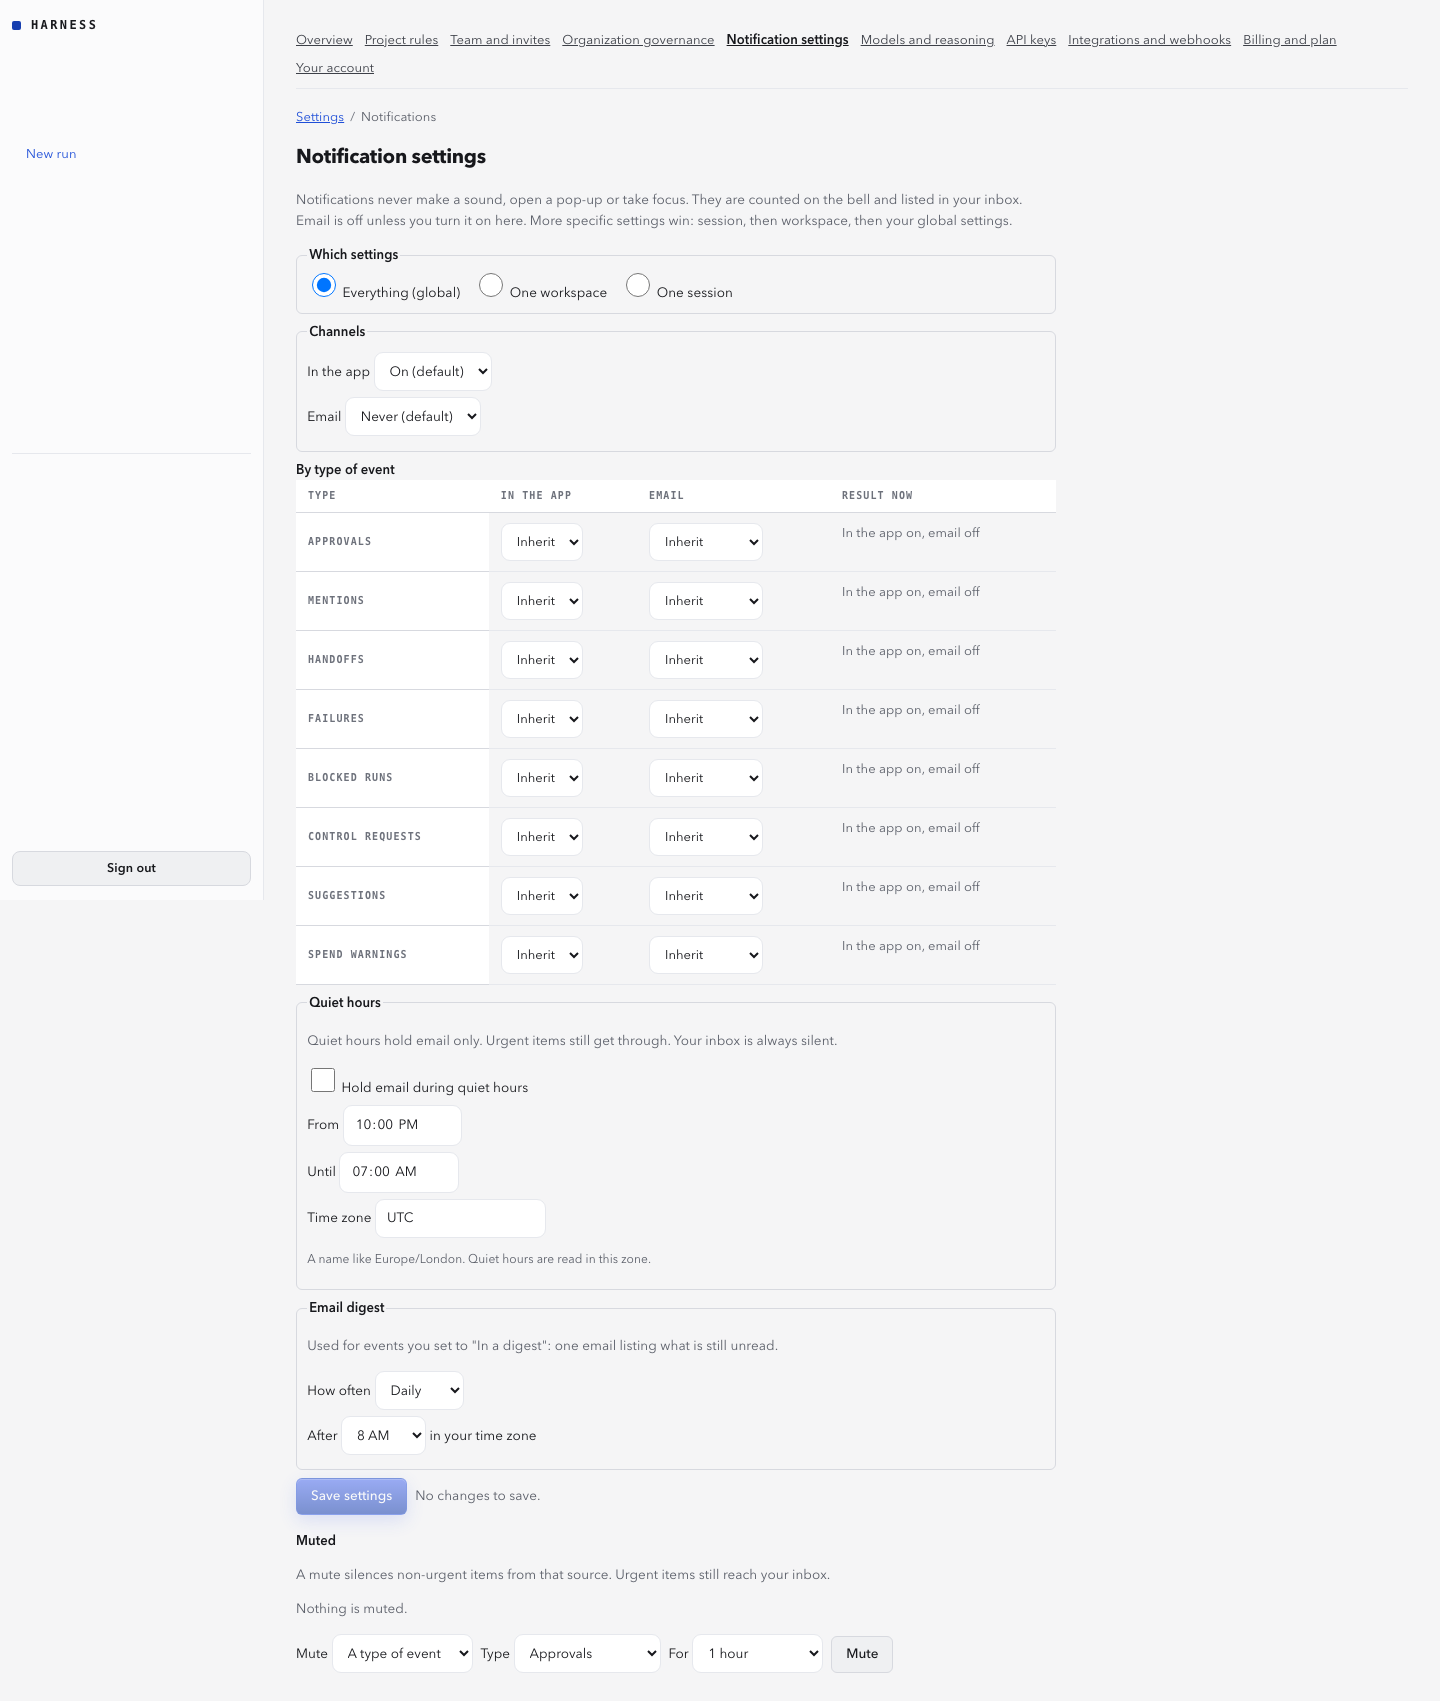 HARNESS
New run
Sign out
Overview Project rules Team and invites Organization governance Notification settings Models and reasoning API keys Integrations and webhooks Billing and plan
Your account
Settings / Notifications
Notification settings
Notifications never make a sound, open a pop-up or take focus. They are counted on the bell and listed in your inbox.
Email is off unless you turn it on here. More specific settings win: session, then workspace, then your global settings.
Which settings
Everything (global) One workspace One session
Channels
In the app On (default)
Email Never (default)
By type of event
TYPE IN THE APP EMAIL RESULT NOW
APPROVALS Inherit Inherit In the app on, email off
MENTIONS Inherit Inherit In the app on, email off
HANDOFFS Inherit Inherit In the app on, email off
FAILURES Inherit Inherit In the app on, email off
BLOCKED RUNS Inherit Inherit In the app on, email off
CONTROL REQUESTS Inherit Inherit In the app on, email off
SUGGESTIONS Inherit Inherit In the app on, email off
SPEND WARNINGS Inherit Inherit In the app on, email off
Quiet hours
Quiet hours hold email only. Urgent items still get through. Your inbox is always silent.
Hold email during quiet hours
From 10:00 PM
Until 07:00 AM
Time zone UTC
A name like Europe/London. Quiet hours are read in this zone.
Email digest
Used for events you set to "In a digest": one email listing what is still unread.
How often Daily
After 8 AM in your time zone
Save settings No changes to save.
Muted
A mute silences non-urgent items from that source. Urgent items still reach your inbox.
Nothing is muted.
Mute A type of event Type Approvals For 1 hour Mute